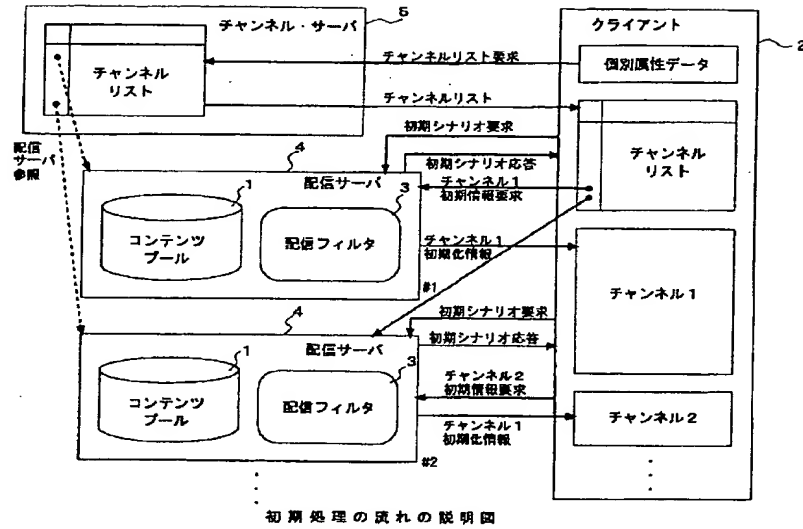 チャンネル・サーバ
5
チャンネル
リスト
配信
サーバ
参照
クライアント
2
個別属性データ
チャンネルリスト要求
チャンネルリスト
チャンネル
リスト
初期シナリオ要求
初期シナリオ応答
4
配信サーバ
1
コンテンツ
プール
3
配信フィルタ
#1
チャンネル1
初期情報要求
チャンネル1
初期化情報
チャンネル1
初期シナリオ要求
初期シナリオ応答
4
配信サーバ
1
コンテンツ
プール
3
配信フィルタ
#2
チャンネル2
初期情報要求
チャンネル1
初期化情報
チャンネル2
初期処理の流れの説明図